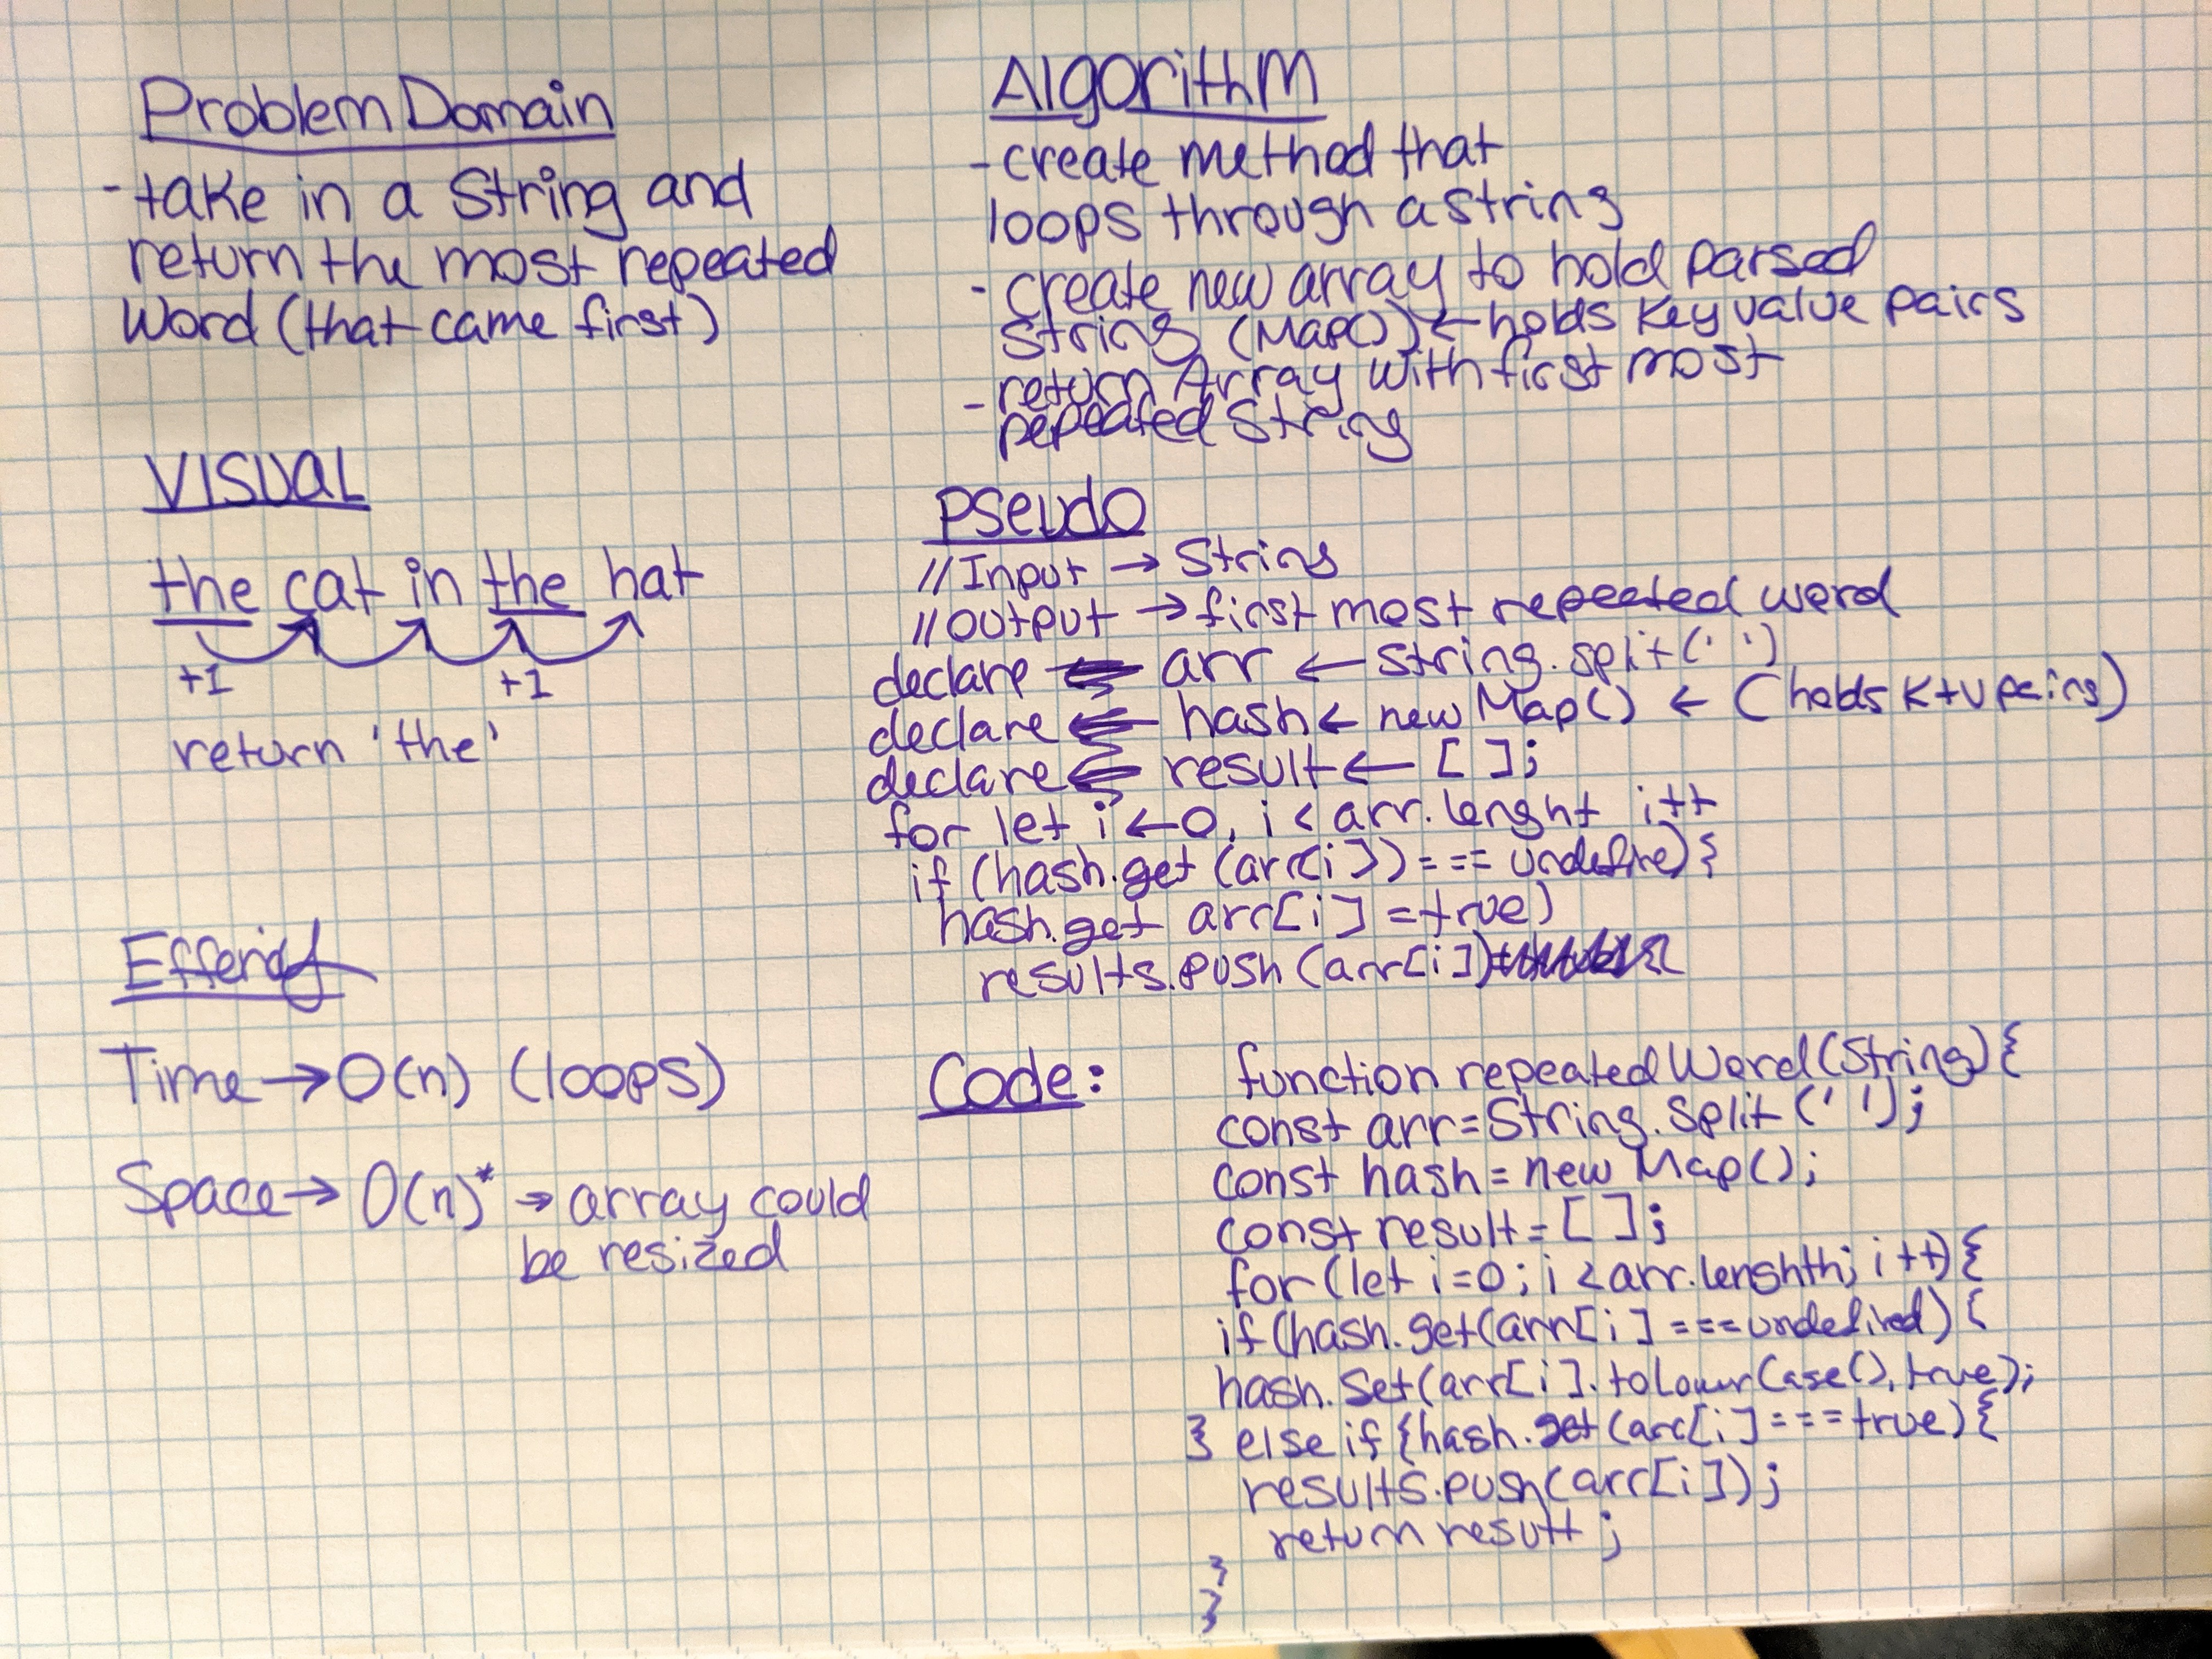 Problem Domain
- take in a string and
return the most repeated
Word (that came first)
VISUAL
the cat in the hat
+1 +1
return 'the'
Time → O(n) (loops)
Space → O(n)* → array could
be resized
Algorithm
- create method that
loops through a string
- create new array to hold parsed
string (Map()) ← holds key value pairs
- return Array with first most
repeated string
Pseudo
// Input → String
// output → first most repeated word
declare arr ← string.split(' ')
declare hash ← new Map() ← (holds K+V pairs)
declare result ← [ ];
for let i ← 0, i < arr.lenght i++
if (hash.get (arr[i]) === undefine) {
hash.get arr[i] = true)
results.push (arr[i])
Code:
function repeatedWord(String) {
const arr = String.split(' ');
const hash = new Map();
const result = [ ];
for (let i = 0; i < arr.lenghth; i++) {
if (hash.get(arr[i] === undefined) {
hash.set(arr[i].toLowerCase(), true);
} else if {hash.get (arr[i] === true) {
results.push(arr[i]);
return result;
}
}